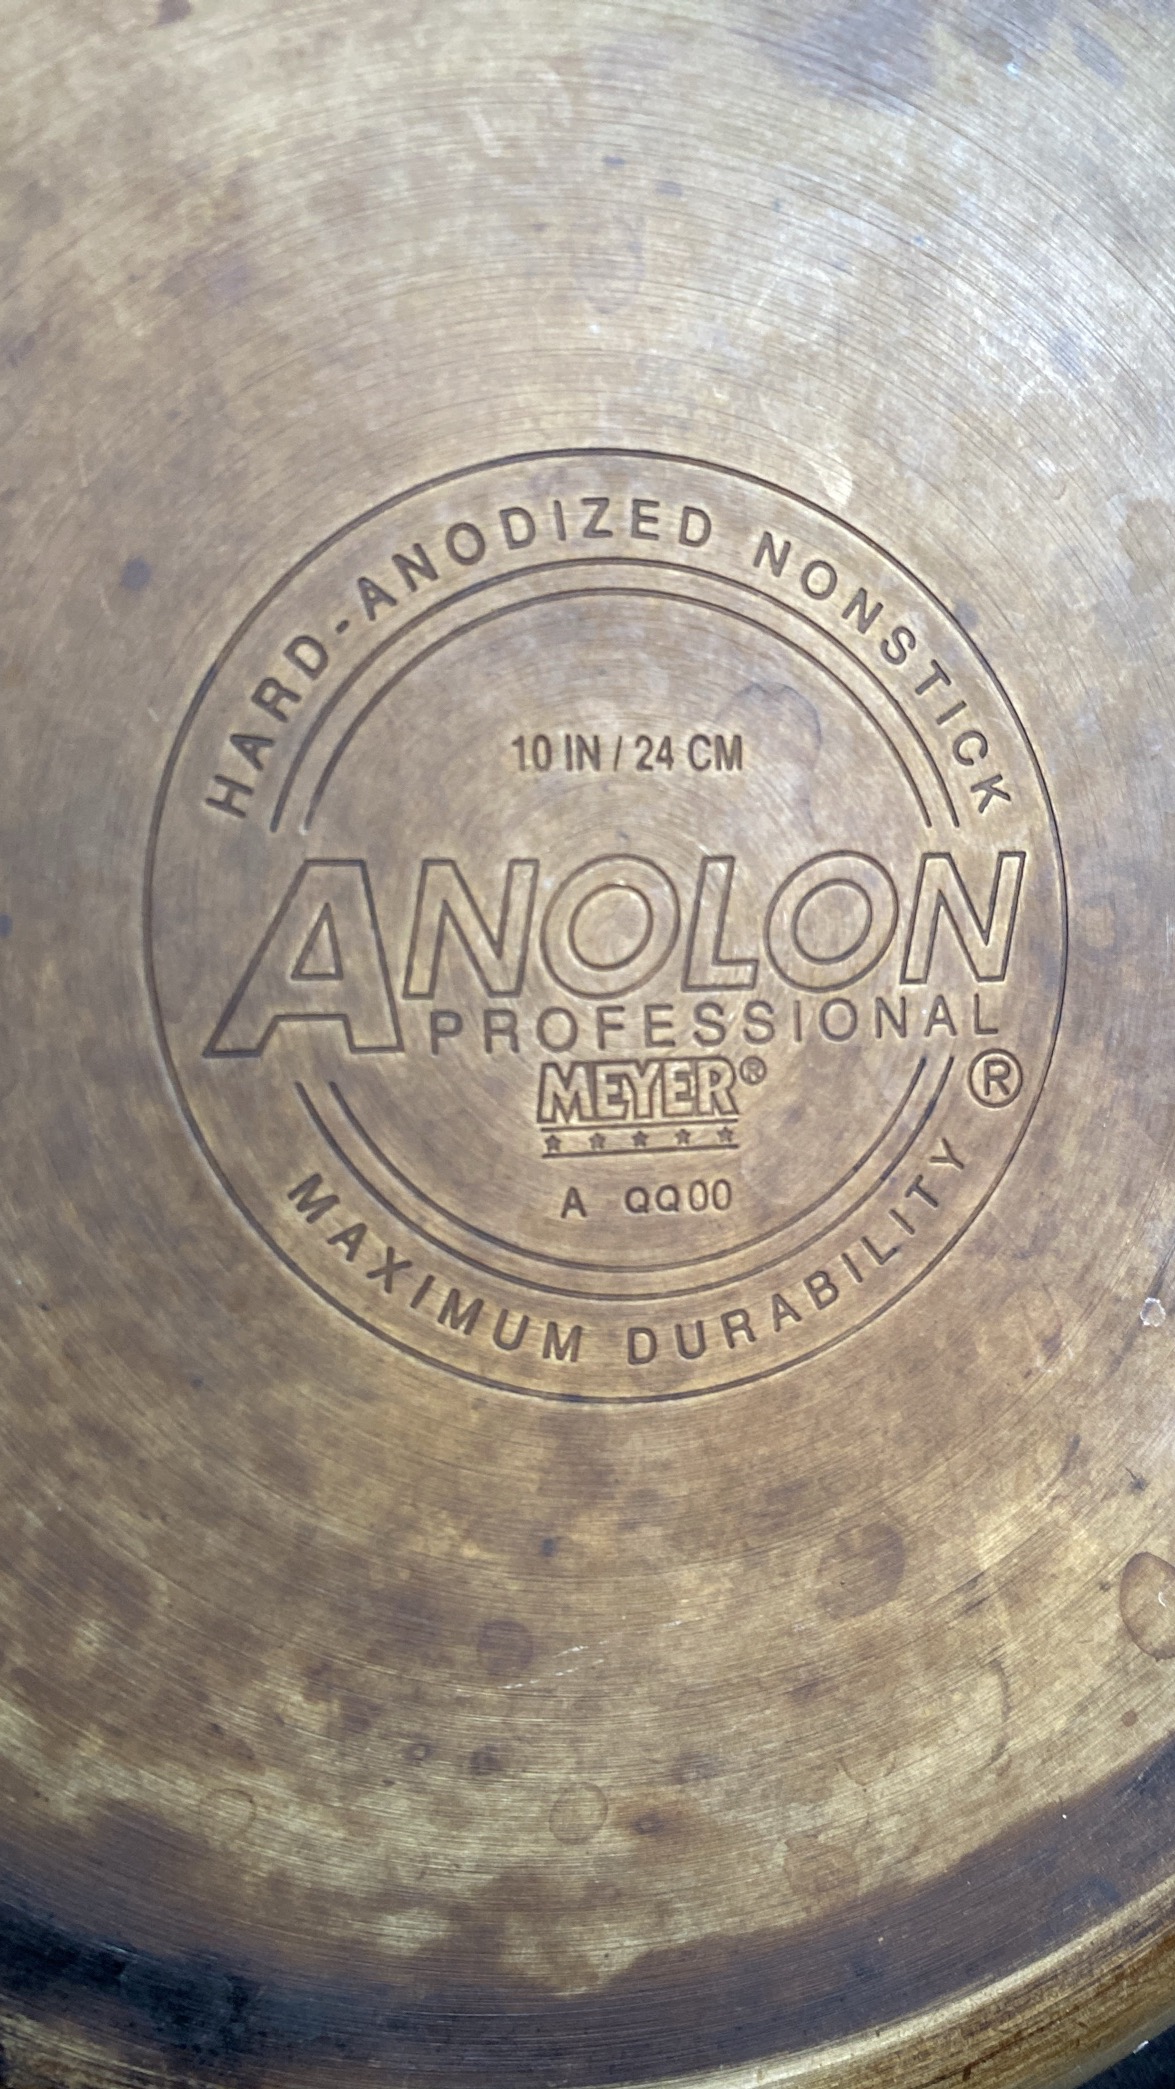 HARD-ANODIZED NONSTICK
10 IN / 24 CM
ANOLON
PROFESSIONAL
®
MEYER®
A QQ00
MAXIMUM DURABILITY